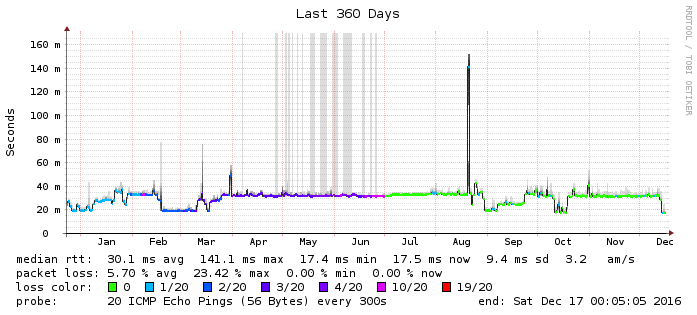 Last 360 Days
RRDTOOL / TOBI OETIKER
Seconds
160 m
140 m
120 m
100 m
80 m
60 m
40 m
20 m
0
Jan Feb Mar Apr May Jun Jul Aug Sep Oct Nov Dec
median rtt: 30.1 ms avg 141.1 ms max 17.4 ms min 17.5 ms now 9.4 ms sd 3.2 am/s
packet loss: 5.70 % avg 23.42 % max 0.00 % min 0.00 % now
loss color: 0 1/20 2/20 3/20 4/20 10/20 19/20
probe: 20 ICMP Echo Pings (56 Bytes) every 300s end: Sat Dec 17 00:05:05 2016